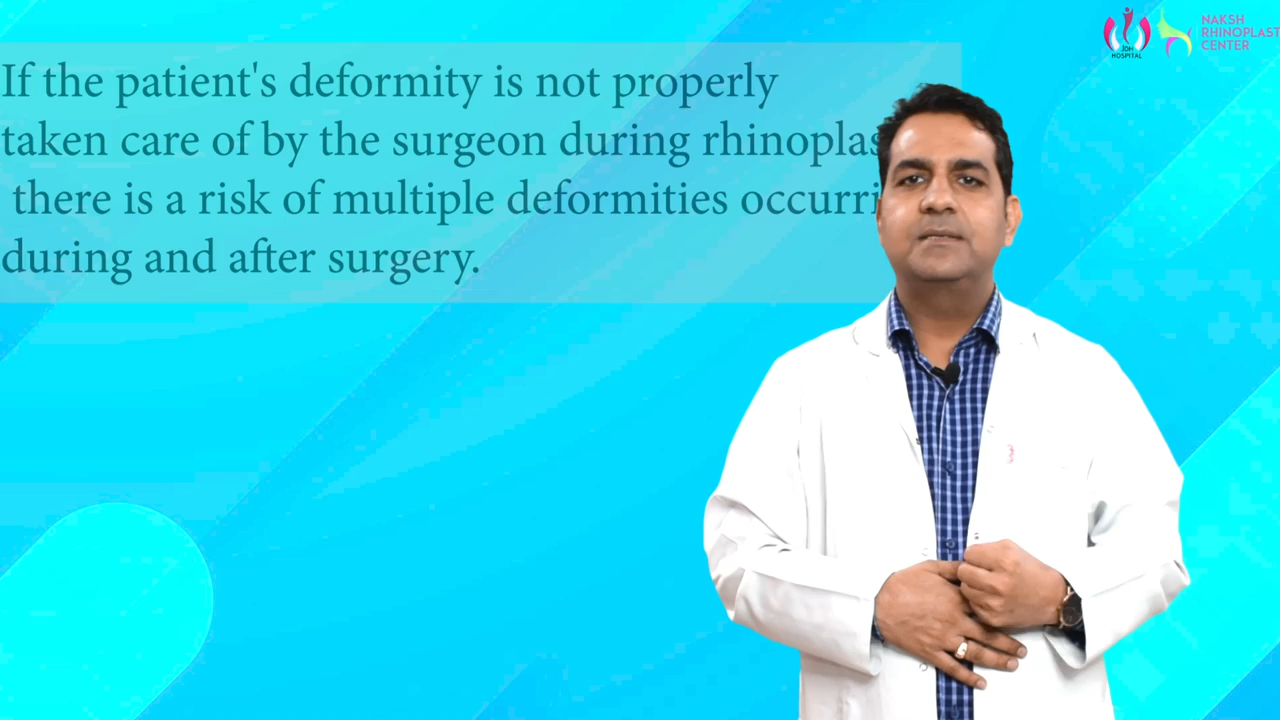 If the patient's deformity is not properly
taken care of by the surgeon during rhinoplas
there is a risk of multiple deformities occurri
during and after surgery.
JDH
HOSPITAL
NAKSH
RHINOPLAST
CENTER